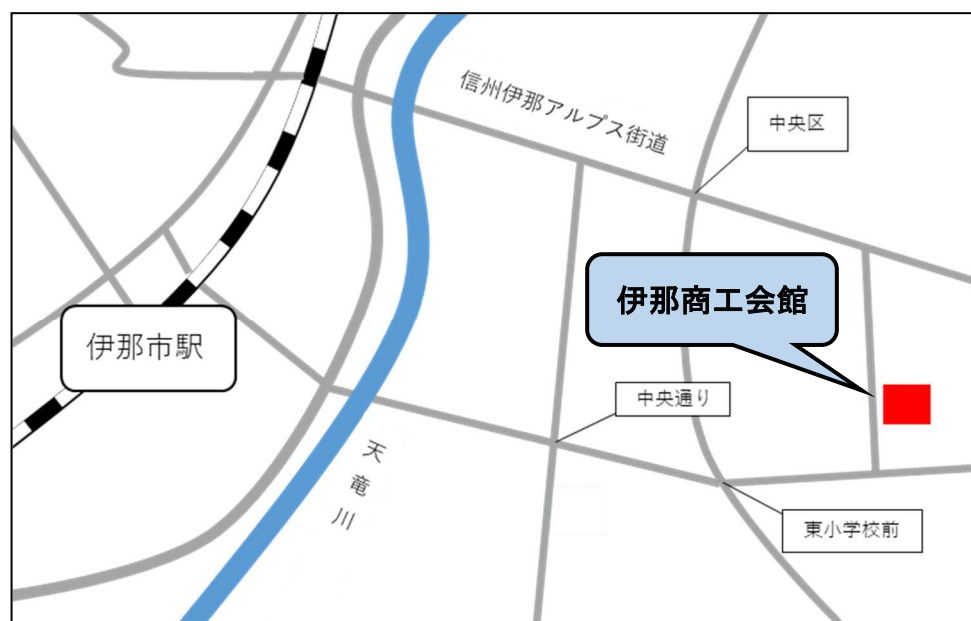 信州伊那アルプス街道
中央区
伊那商工会館
伊那市駅
中央通り
天竜川
東小学校前